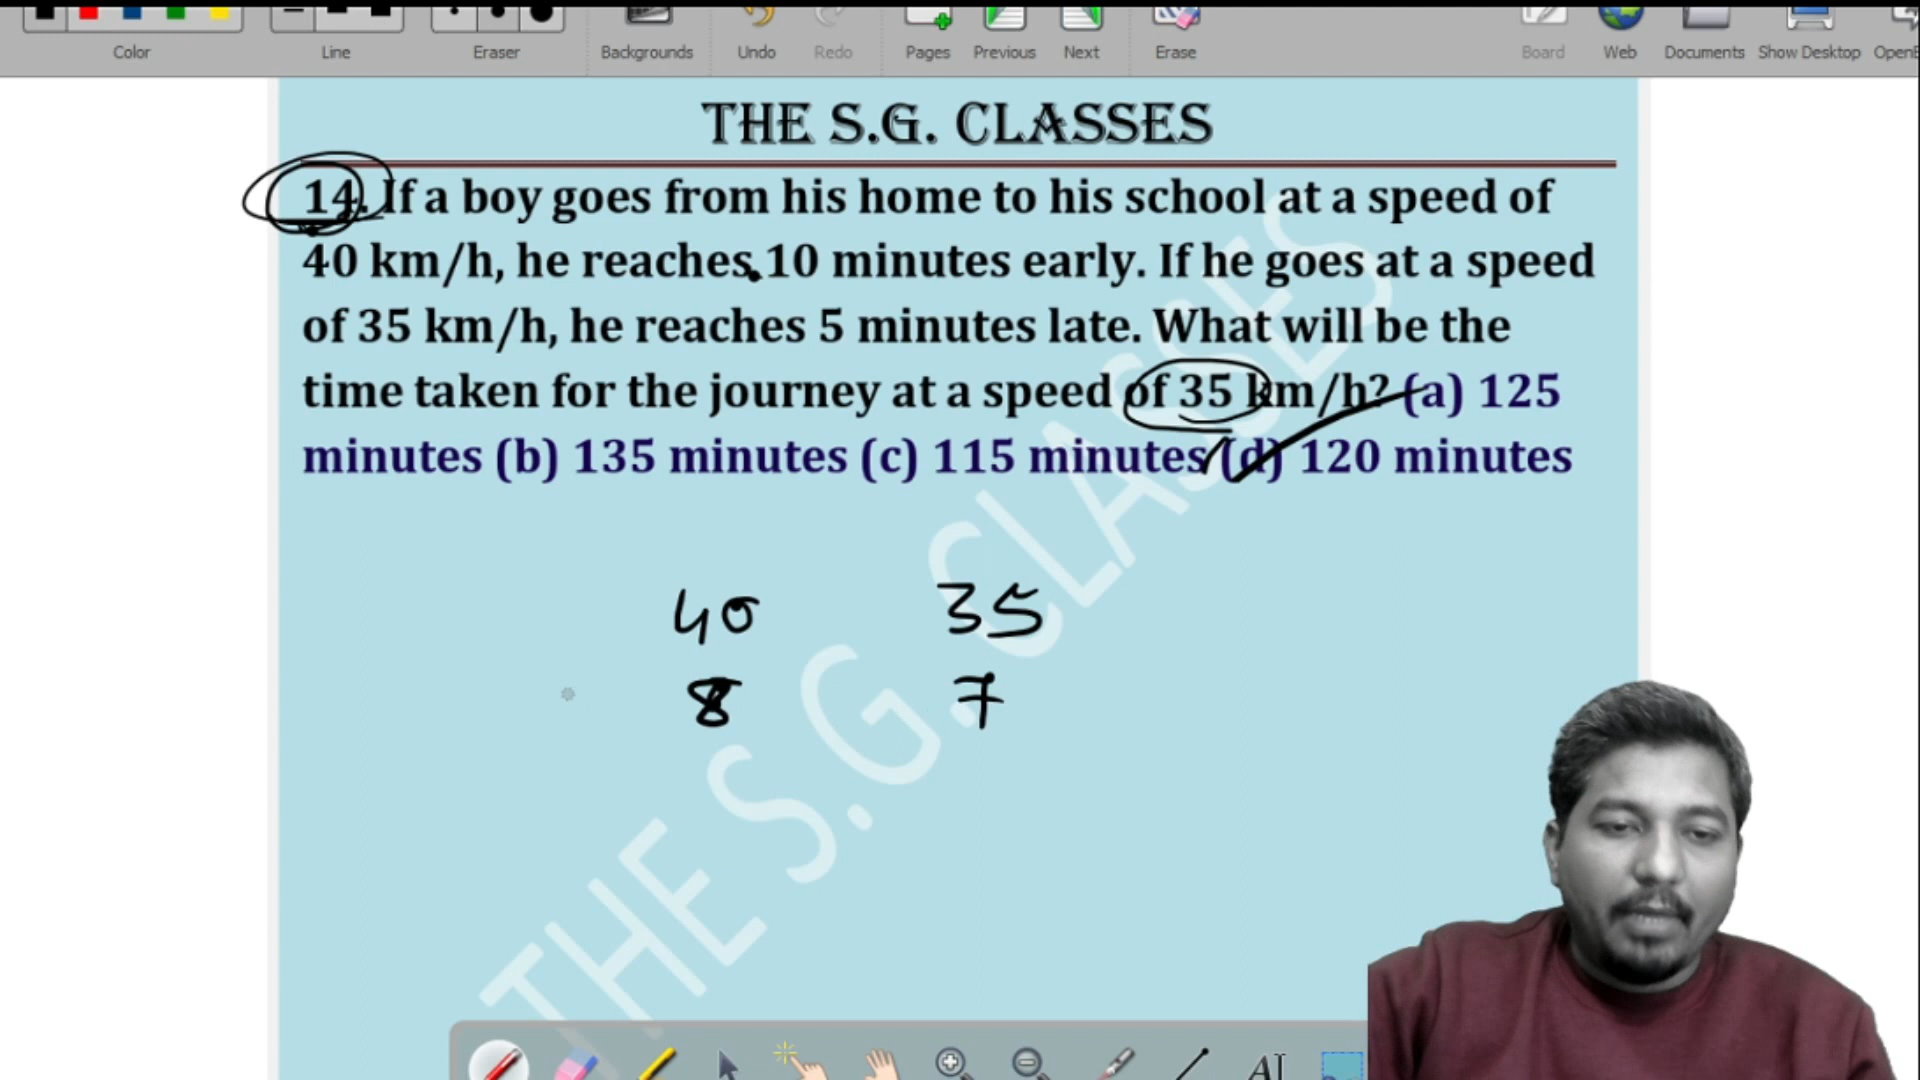 Color Line Eraser Backgrounds Undo Redo Pages Previous Next Erase Board Web Documents Show Desktop
THE S.G. CLASSES
14. If a boy goes from his home to his school at a speed of
40 km/h, he reaches 10 minutes early. If he goes at a speed
of 35 km/h, he reaches 5 minutes late. What will be the
time taken for the journey at a speed of 35 km/h? (a) 125
minutes (b) 135 minutes (c) 115 minutes (d) 120 minutes
40 35
8 7
THE S.G. CLASSES
AI